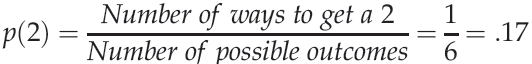 p(2) = Number of ways to get a 2 / Number of possible outcomes = 1/6 = .17